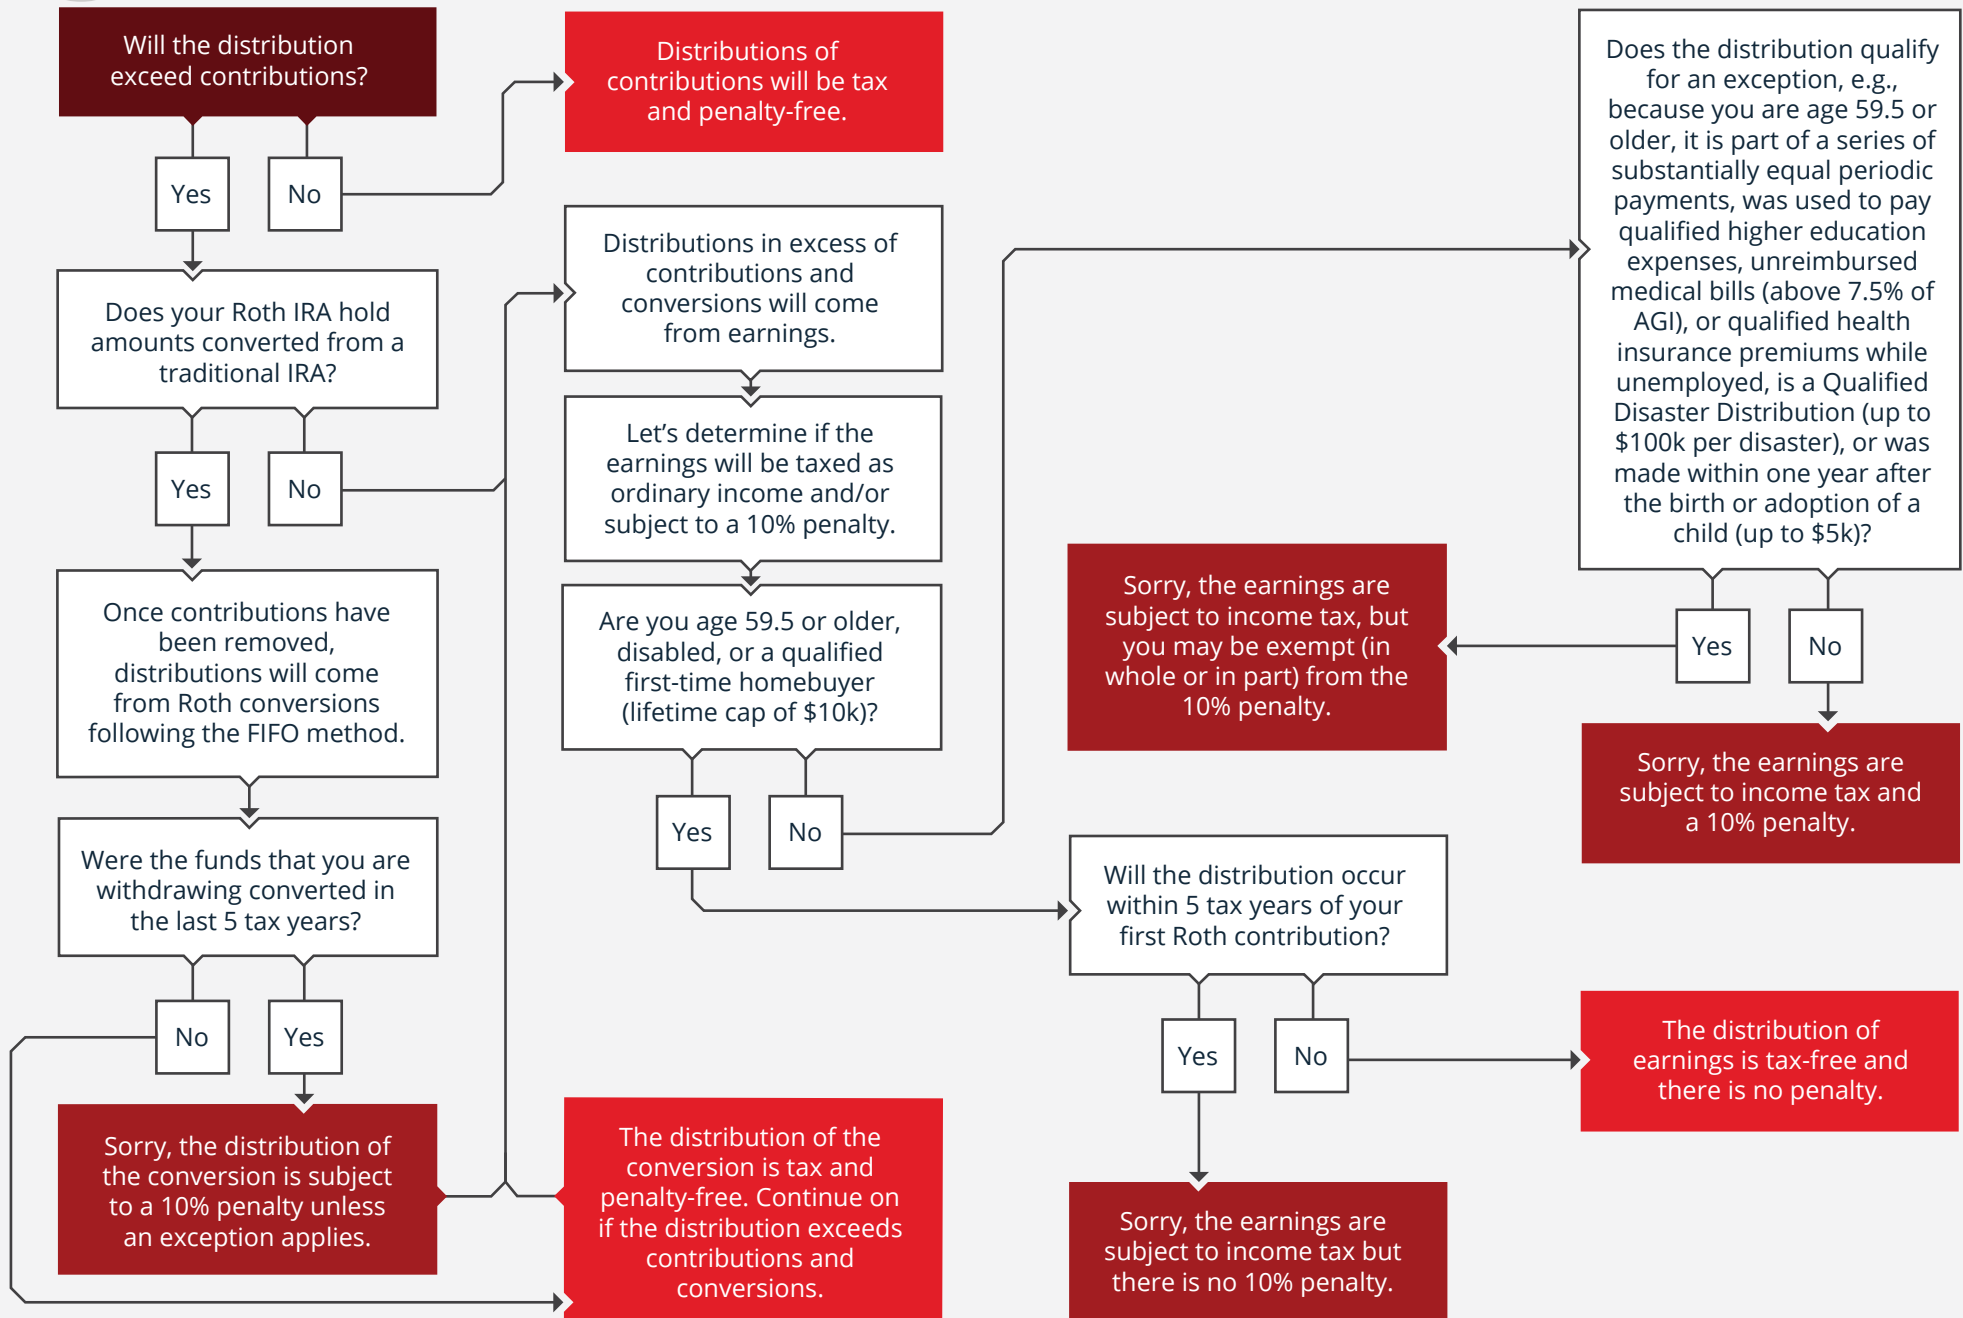 Will the distribution
exceed contributions?
Yes
No
Distributions of
contributions will be tax
and penalty-free.
Does your Roth IRA hold
amounts converted from a
traditional IRA?
Yes
No
Once contributions have
been removed,
distributions will come
from Roth conversions
following the FIFO method.
Were the funds that you are
withdrawing converted in
the last 5 tax years?
No
Yes
Sorry, the distribution of
the conversion is subject
to a 10% penalty unless
an exception applies.
The distribution of the
conversion is tax and
penalty-free. Continue on
if the distribution exceeds
contributions and
conversions.
Distributions in excess of
contributions and
conversions will come
from earnings.
Let’s determine if the
earnings will be taxed as
ordinary income and/or
subject to a 10% penalty.
Are you age 59.5 or older,
disabled, or a qualified
first-time homebuyer
(lifetime cap of $10k)?
Yes
No
Will the distribution occur
within 5 tax years of your
first Roth contribution?
Yes
No
Sorry, the earnings are
subject to income tax but
there is no 10% penalty.
The distribution of
earnings is tax-free and
there is no penalty.
Does the distribution qualify
for an exception, e.g.,
because you are age 59.5 or
older, it is part of a series of
substantially equal periodic
payments, was used to pay
qualified higher education
expenses, unreimbursed
medical bills (above 7.5% of
AGI), or qualified health
insurance premiums while
unemployed, is a Qualified
Disaster Distribution (up to
$100k per disaster), or was
made within one year after
the birth or adoption of a
child (up to $5k)?
Yes
No
Sorry, the earnings are
subject to income tax, but
you may be exempt (in
whole or in part) from the
10% penalty.
Sorry, the earnings are
subject to income tax and
a 10% penalty.